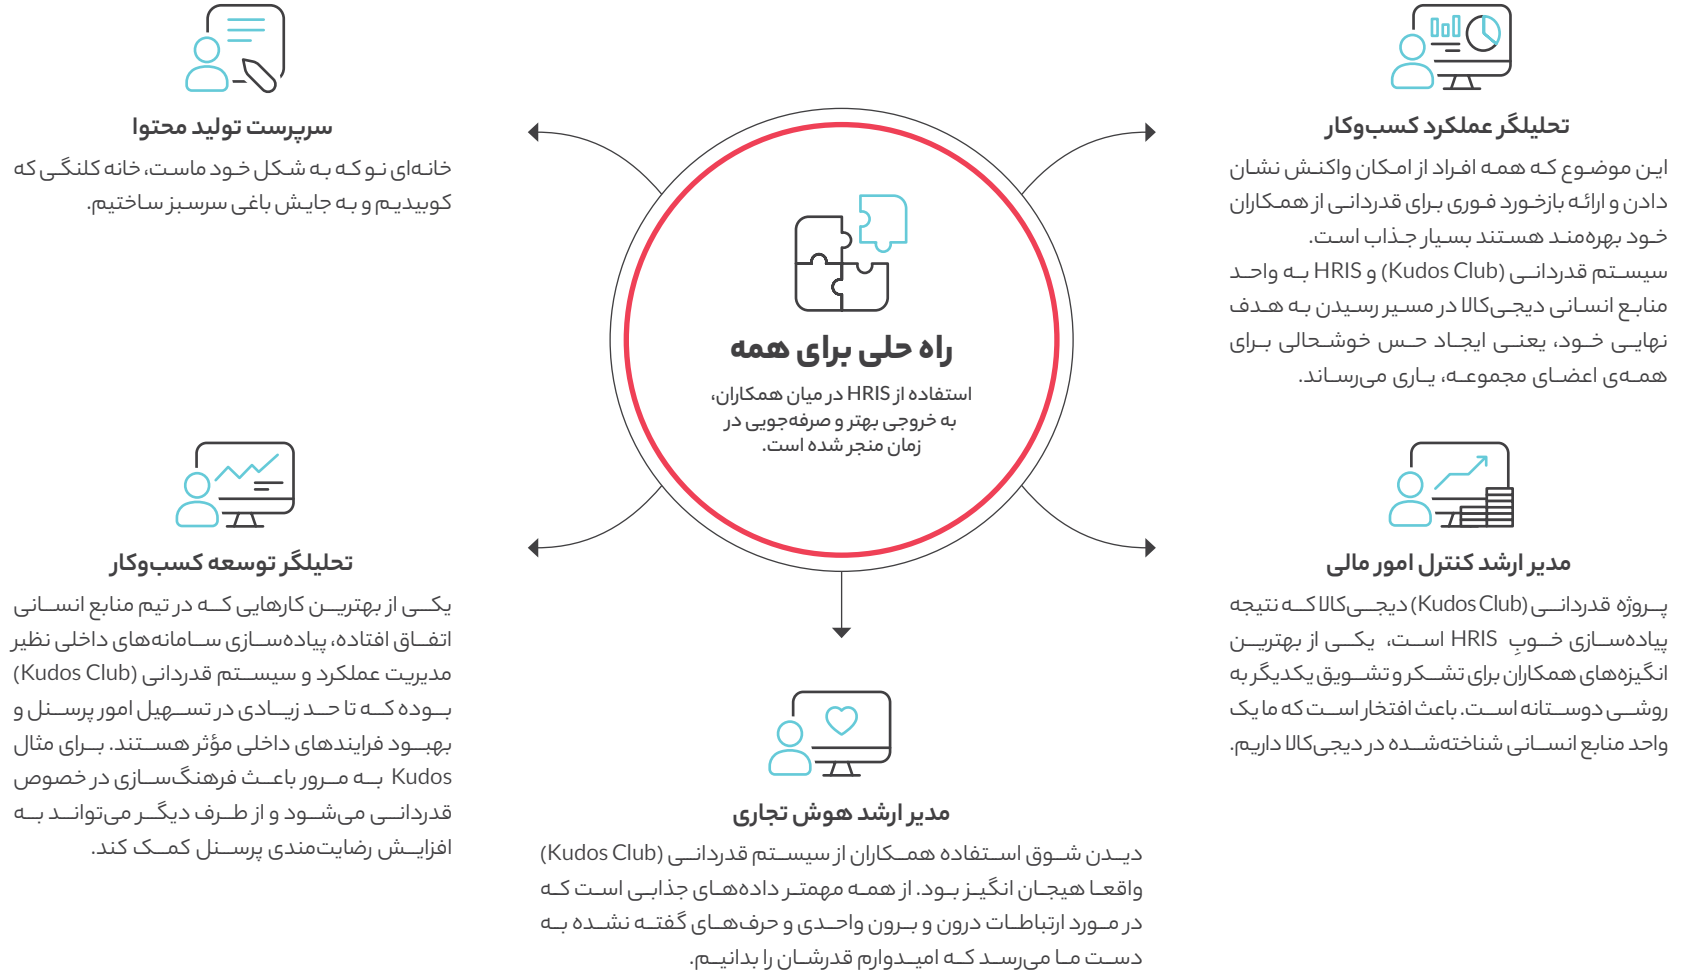 تحلیلگر عملکرد کسب‌وکار
این موضوع که همه افراد از امکان واکنش نشان
دادن و ارائه بازخورد فوری برای قدردانی از همکاران
خود بهره‌مند هستند بسیار جذاب است.
سیستم قدردانی (Kudos Club) و HRIS به واحد
منابع انسانی دیجی‌کالا در مسیر رسیدن به هدف
نهایی خود، یعنی ایجاد حس خوشحالی برای
همه‌ی اعضای مجموعه، یاری می‌رساند.
سرپرست تولید محتوا
خانه‌ای نو که به شکل خود ماست، خانه کلنگی که
کوبیدیم و به جایش باغی سرسبز ساختیم.
راه حلی برای همه
استفاده از HRIS در میان همکاران،
به خروجی بهتر و صرفه‌جویی در
زمان منجر شده است.
مدیر ارشد کنترل امور مالی
پروژه قدردانی (Kudos Club) دیجی‌کالا که نتیجه
پیاده‌سازی خوبِ HRIS است، یکی از بهترین
انگیزه‌های همکاران برای تشکر و تشویق یکدیگر به
روشی دوستانه است. باعث افتخار است که ما یک
واحد منابع انسانی شناخته‌شده در دیجی‌کالا داریم.
تحلیلگر توسعه کسب‌وکار
یکی از بهترین کارهایی که در تیم منابع انسانی
اتفاق افتاده، پیاده‌سازی سامانه‌های داخلی نظیر
مدیریت عملکرد و سیستم قدردانی (Kudos Club)
بوده که تا حد زیادی در تسهیل امور پرسنل و
بهبود فرایندهای داخلی مؤثر هستند. برای مثال
Kudos به مرور باعث فرهنگ‌سازی در خصوص
قدردانی می‌شود و از طرف دیگر می‌تواند به
افزایش رضایت‌مندی پرسنل کمک کند.
مدیر ارشد هوش تجاری
دیدن شوق استفاده همکاران از سیستم قدردانی (Kudos Club)
واقعا هیجان انگیز بود. از همه مهمتر داده‌های جذابی است که
در مورد ارتباطات درون و برون واحدی و حرف‌های گفته نشده به
دست ما می‌رسد که امیدوارم قدرشان را بدانیم.